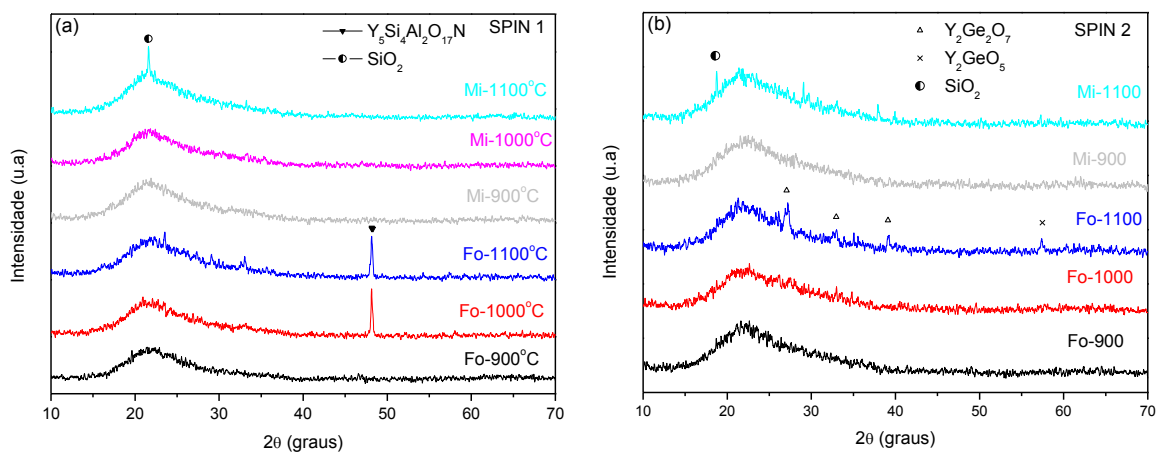 (a)
Y₅Si₄Al₂O₁₇N
SPIN 1
SiO₂
Mi-1100°C
Mi-1000°C
Mi-900°C
Fo-1100°C
Fo-1000°C
Fo-900°C
Intensidade (u.a)
10 20 30 40 50 60 70
2θ (graus)
(b)
Y₂Ge₂O₇
SPIN 2
Y₂GeO₅
SiO₂
Mi-1100
Mi-900
Fo-1100
Fo-1000
Fo-900
Intensidade (u.a)
10 20 30 40 50 60 70
2θ (graus)